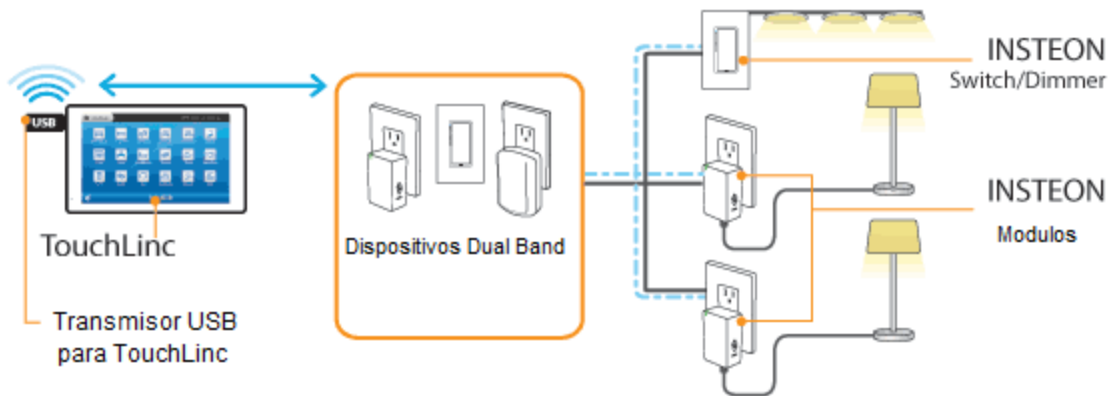 USB
TouchLinc
Transmisor USB
para TouchLinc
Dispositivos Dual Band
INSTEON
Switch/Dimmer
INSTEON
Modulos